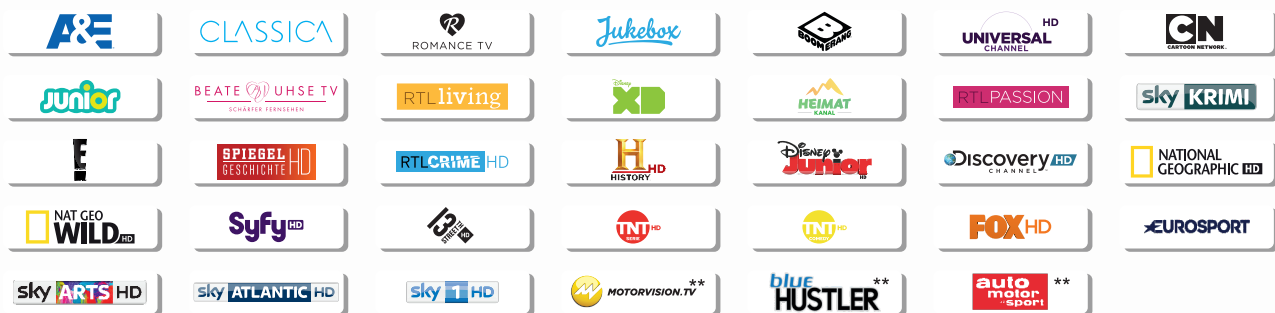 A&E
CLASSICA
R
ROMANCE TV
Jukebox
B
BOOMERANG
HD
UNIVERSAL
CHANNEL
CN
CARTOON NETWORK
JUNIOR
BEATE UHSE TV
SCHÄRFER FERNSEHEN
RTL living
Disney
XD
HEIMAT
KANAL
RTL PASSION
sky KRIMI
E!
SPIEGEL
GESCHICHTE HD
RTL CRIME HD
H HD
HISTORY
Disney
Junior
HD
Discovery HD
CHANNEL
NATIONAL
GEOGRAPHIC HD
NAT GEO
WILD HD
Syfy HD
13TH
STREET HD
TNT HD
SERIE
TNT HD
FOX HD
EUROSPORT
sky ARTS HD
sky ATLANTIC HD
sky 1 HD
MOTORVISION.TV**
blue **
HUSTLER
auto **
motor
sport